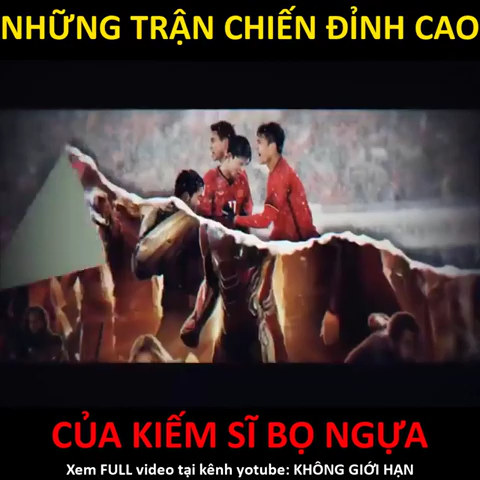 NHỮNG TRẬN CHIẾN ĐỈNH CAO
CỦA KIẾM SĨ BỌ NGỰA
Xem FULL video tại kênh yotube: KHÔNG GIỚI HẠN